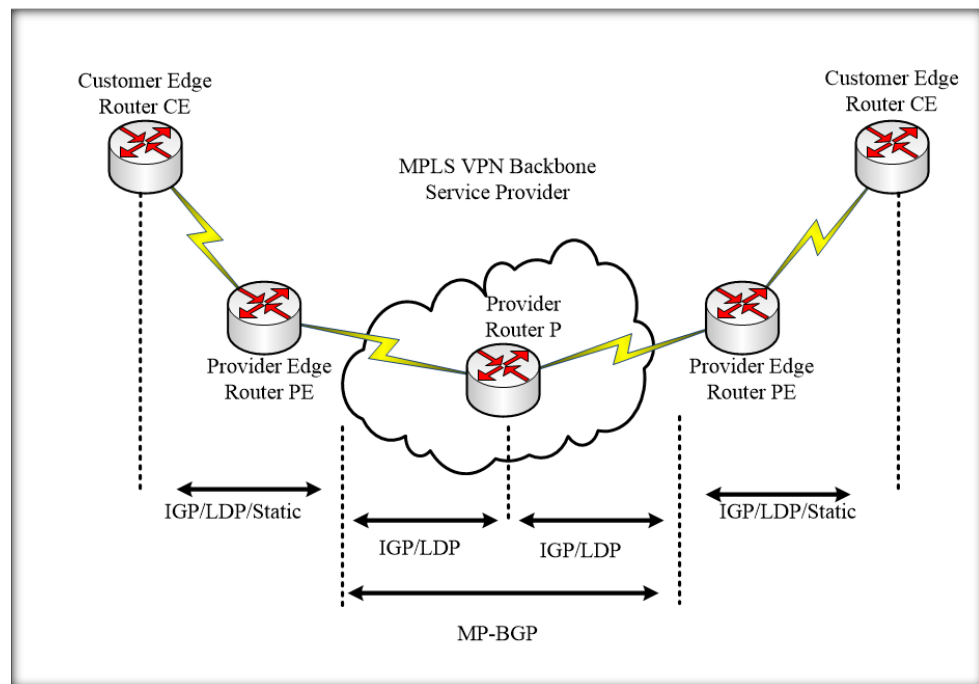 Customer Edge
Router CE
Customer Edge
Router CE
MPLS VPN Backbone
Service Provider
Provider
Router P
Provider Edge
Router PE
Provider Edge
Router PE
IGP/LDP/Static
IGP/LDP/Static
IGP/LDP
IGP/LDP
MP-BGP